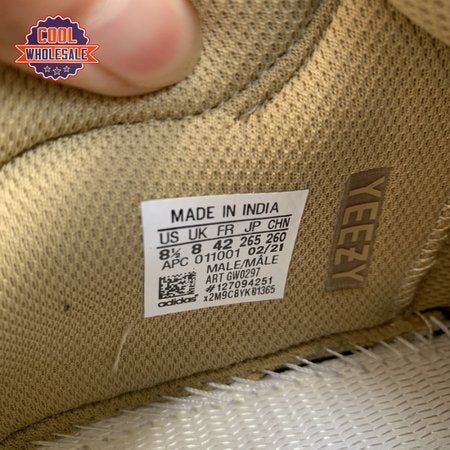 COOL
WHOLESALE
MADE IN INDIA
US UK FR JP CHN
8½ 8 42 265 260
APC 011001 02/21
MALE/MÂLE
ART GW0297
#127094251
adidas x2M9C8YKB1365
YEEZY